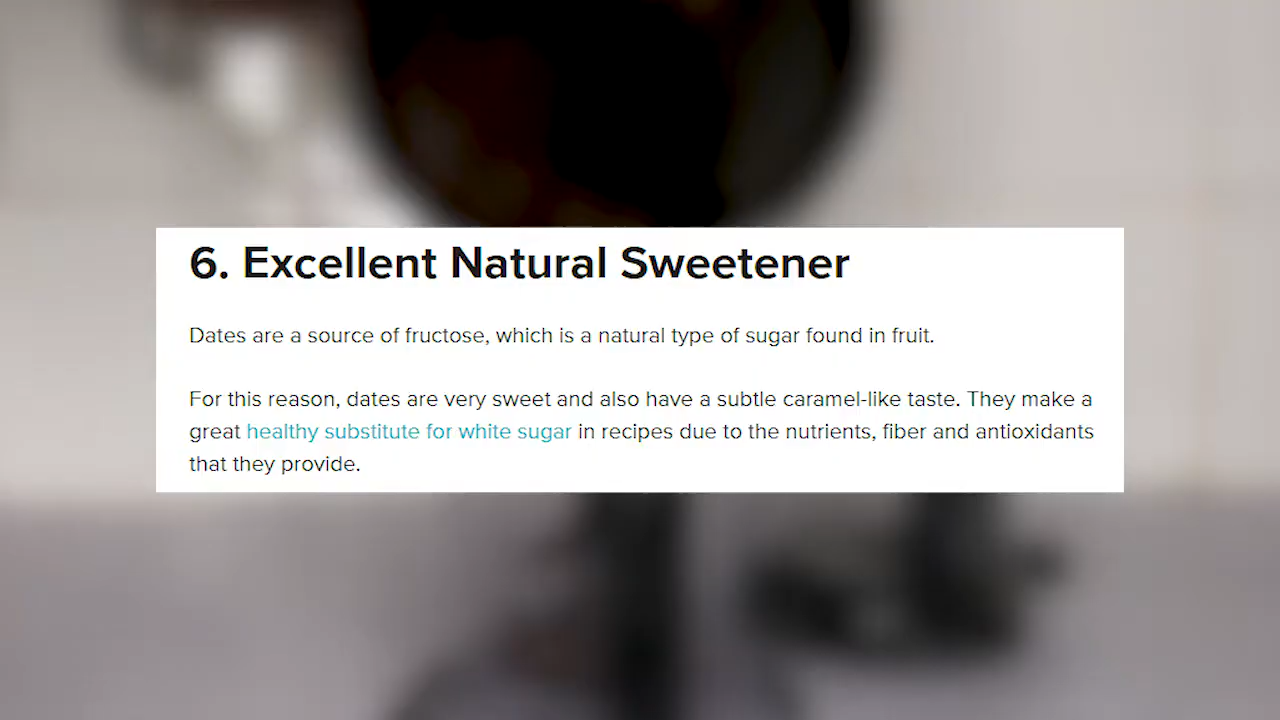 6. Excellent Natural Sweetener
Dates are a source of fructose, which is a natural type of sugar found in fruit.
For this reason, dates are very sweet and also have a subtle caramel-like taste. They make a
great healthy substitute for white sugar in recipes due to the nutrients, fiber and antioxidants
that they provide.